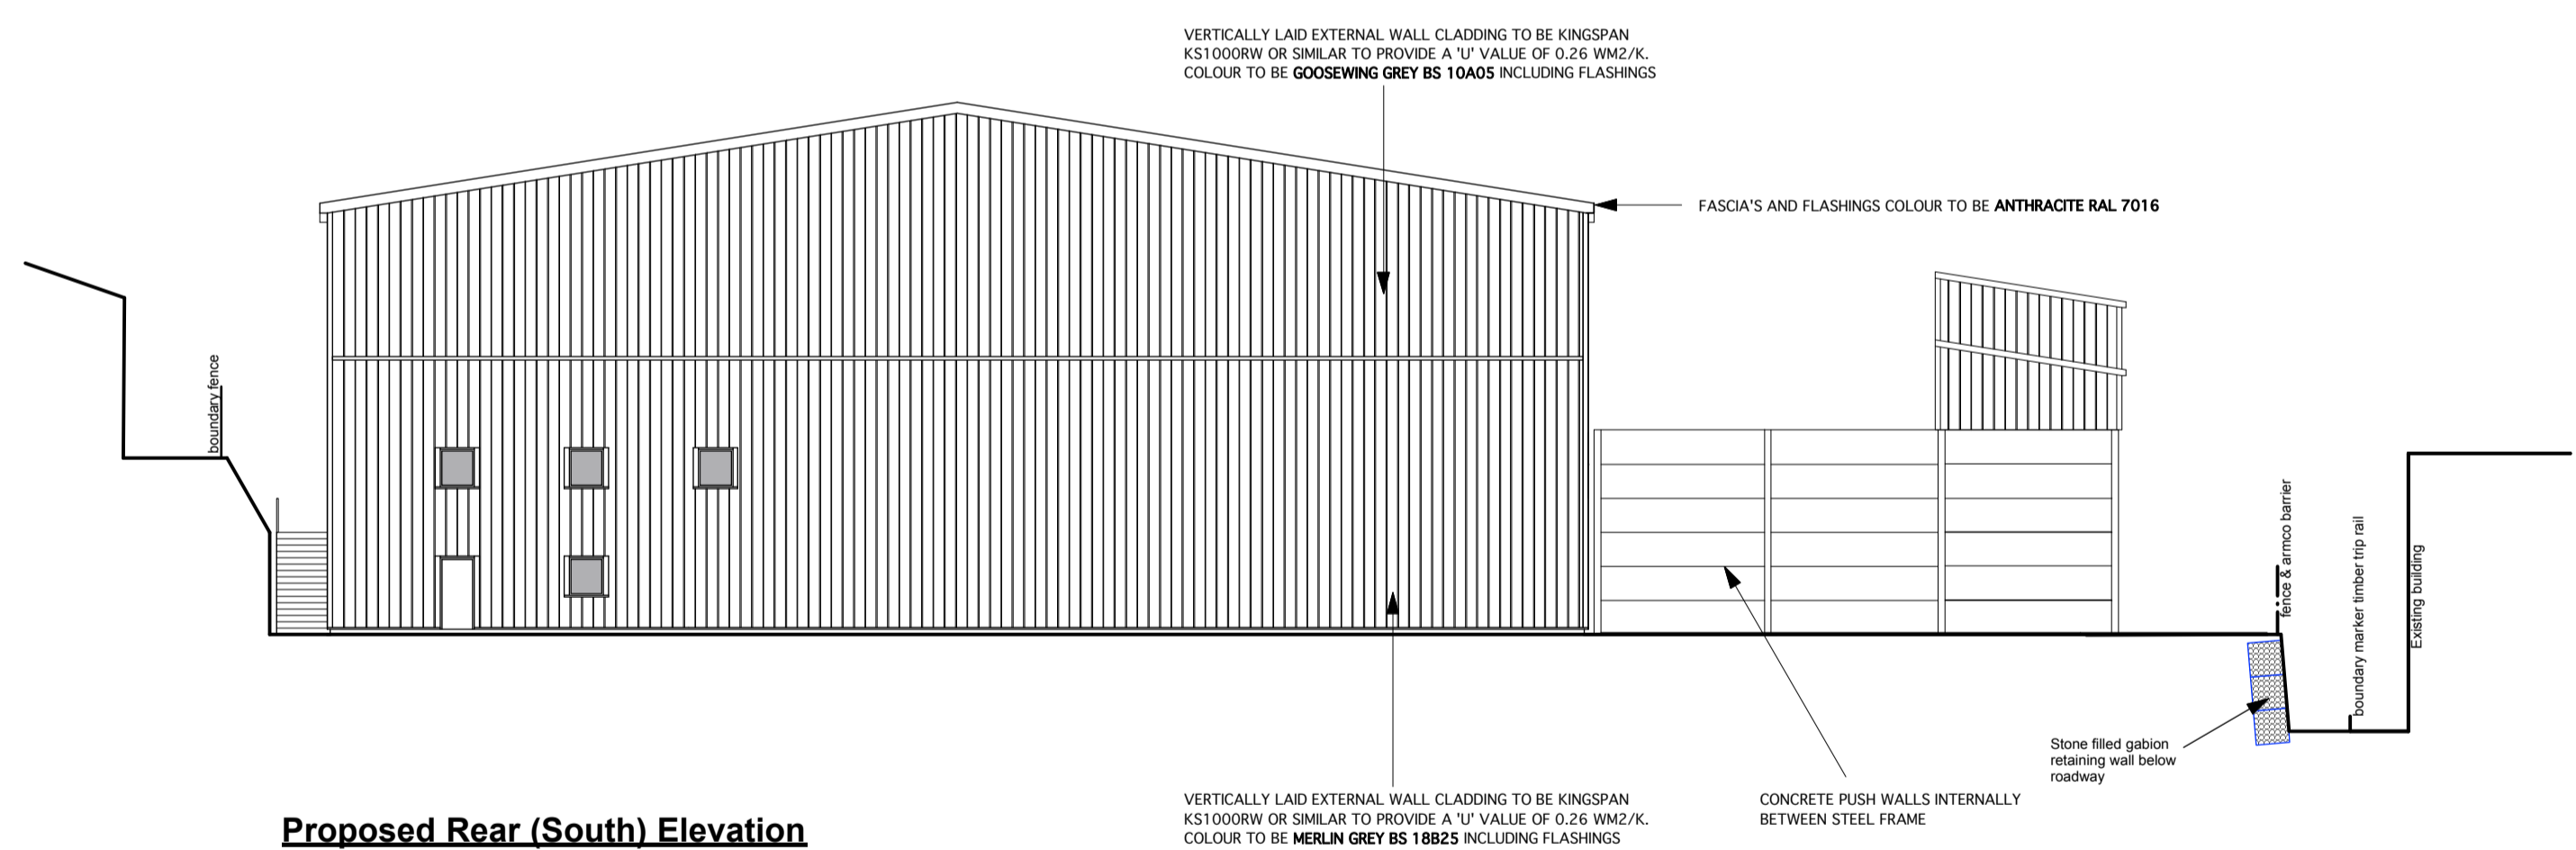 VERTICALLY LAID EXTERNAL WALL CLADDING TO BE KINGSPAN
KS1000RW OR SIMILAR TO PROVIDE A 'U' VALUE OF 0.26 WM2/K.
COLOUR TO BE GOOSEWING GREY BS 10A05 INCLUDING FLASHINGS
FASCIA'S AND FLASHINGS COLOUR TO BE ANTHRACITE RAL 7016
boundary fence
fence & armco barrier
boundary marker timber trip rail
Existing building
Stone filled gabion
retaining wall below
roadway
VERTICALLY LAID EXTERNAL WALL CLADDING TO BE KINGSPAN
KS1000RW OR SIMILAR TO PROVIDE A 'U' VALUE OF 0.26 WM2/K.
COLOUR TO BE MERLIN GREY BS 18B25 INCLUDING FLASHINGS
CONCRETE PUSH WALLS INTERNALLY
BETWEEN STEEL FRAME
Proposed Rear (South) Elevation